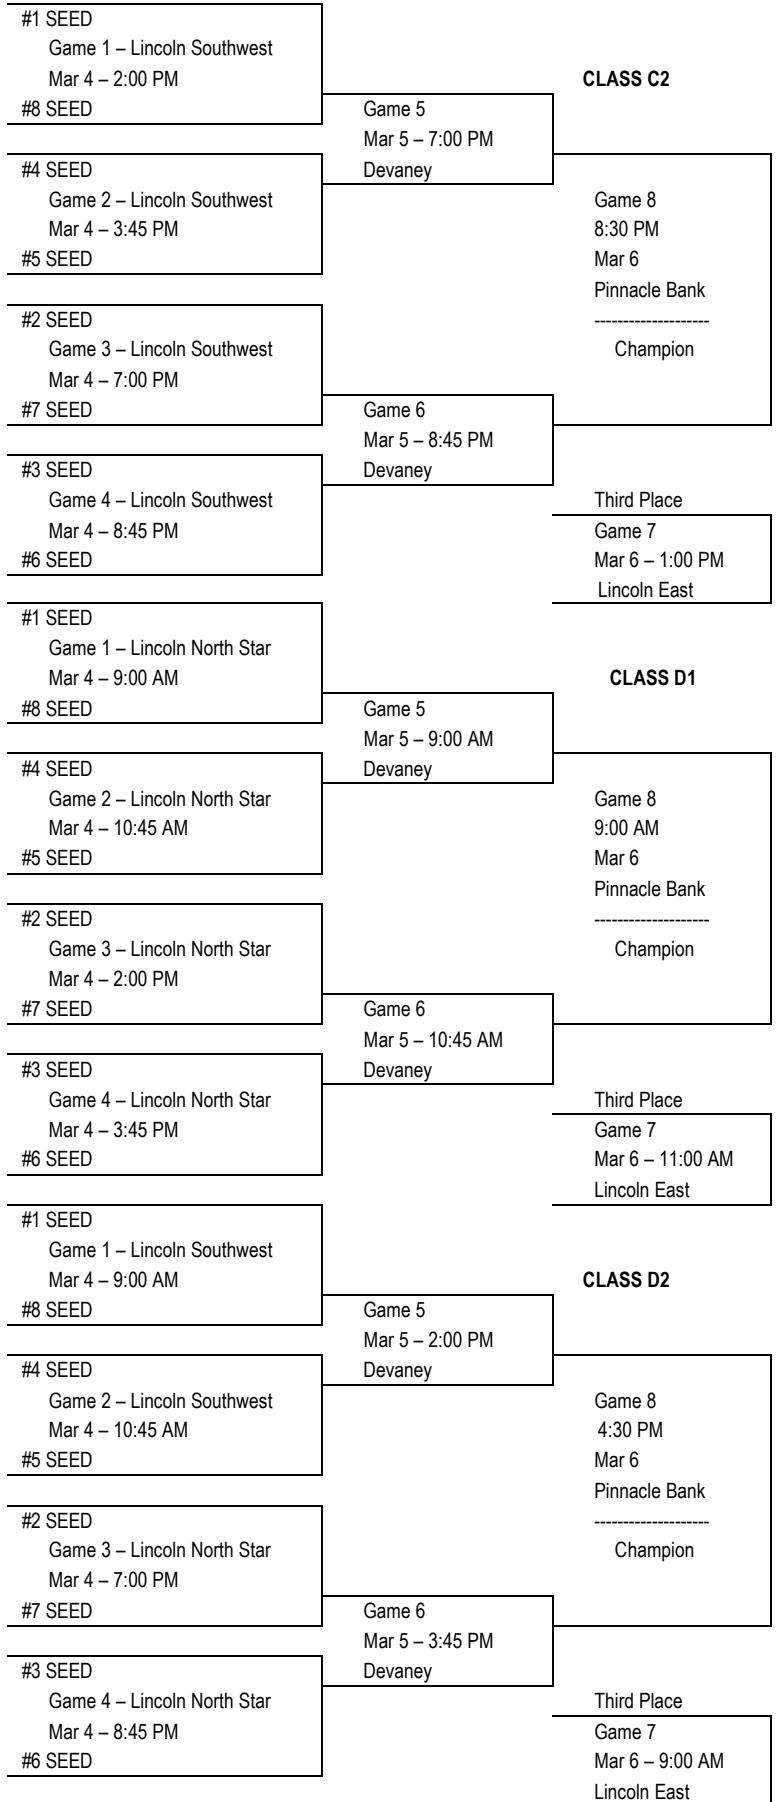 #1 SEED
Game 1 – Lincoln Southwest
Mar 4 – 2:00 PM
#8 SEED
#4 SEED
Game 2 – Lincoln Southwest
Mar 4 – 3:45 PM
#5 SEED
#2 SEED
Game 3 – Lincoln Southwest
Mar 4 – 7:00 PM
#7 SEED
#3 SEED
Game 4 – Lincoln Southwest
Mar 4 – 8:45 PM
#6 SEED
Game 5
Mar 5 – 7:00 PM
Devaney
Game 6
Mar 5 – 8:45 PM
Devaney
CLASS C2
Game 8
8:30 PM
Mar 6
Pinnacle Bank
--------------------
Champion
Third Place
Game 7
Mar 6 – 1:00 PM
Lincoln East
#1 SEED
Game 1 – Lincoln North Star
Mar 4 – 9:00 AM
#8 SEED
#4 SEED
Game 2 – Lincoln North Star
Mar 4 – 10:45 AM
#5 SEED
#2 SEED
Game 3 – Lincoln North Star
Mar 4 – 2:00 PM
#7 SEED
#3 SEED
Game 4 – Lincoln North Star
Mar 4 – 3:45 PM
#6 SEED
Game 5
Mar 5 – 9:00 AM
Devaney
Game 6
Mar 5 – 10:45 AM
Devaney
CLASS D1
Game 8
9:00 AM
Mar 6
Pinnacle Bank
--------------------
Champion
Third Place
Game 7
Mar 6 – 11:00 AM
Lincoln East
#1 SEED
Game 1 – Lincoln Southwest
Mar 4 – 9:00 AM
#8 SEED
#4 SEED
Game 2 – Lincoln Southwest
Mar 4 – 10:45 AM
#5 SEED
#2 SEED
Game 3 – Lincoln North Star
Mar 4 – 7:00 PM
#7 SEED
#3 SEED
Game 4 – Lincoln North Star
Mar 4 – 8:45 PM
#6 SEED
Game 5
Mar 5 – 2:00 PM
Devaney
Game 6
Mar 5 – 3:45 PM
Devaney
CLASS D2
Game 8
4:30 PM
Mar 6
Pinnacle Bank
--------------------
Champion
Third Place
Game 7
Mar 6 – 9:00 AM
Lincoln East